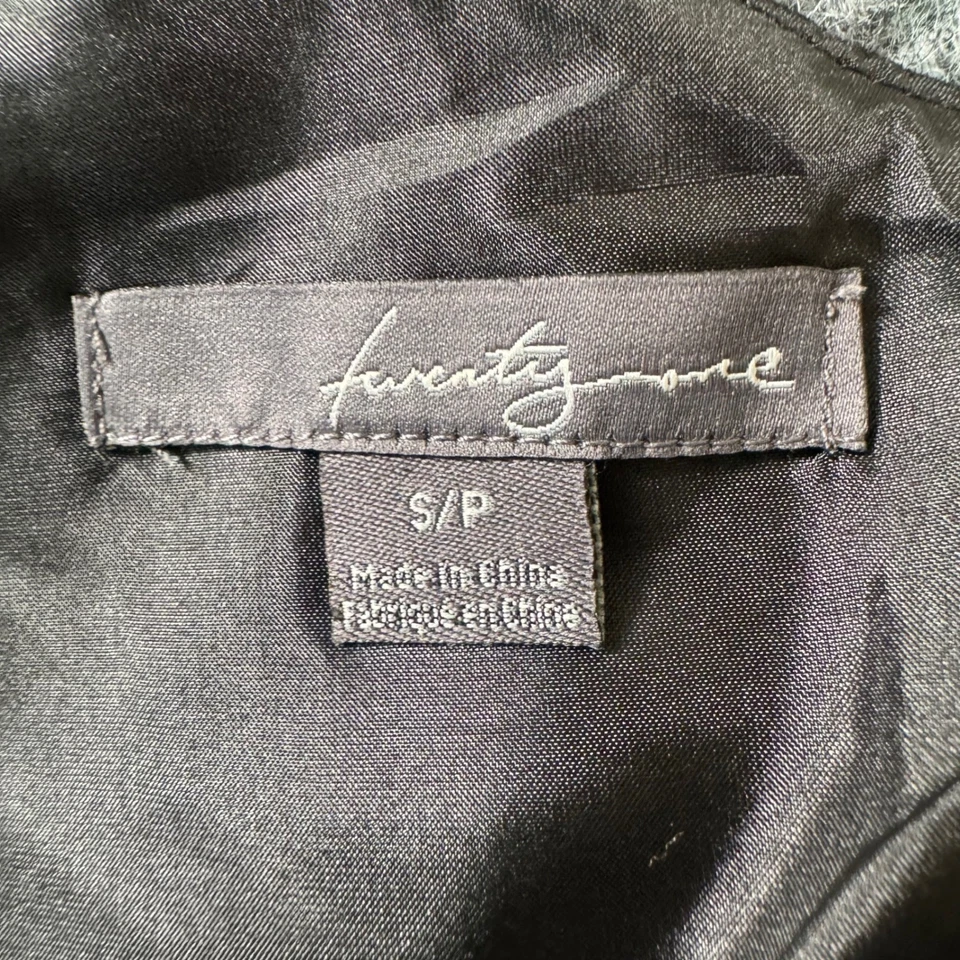 twenty-one
S/P
Made in China
Fabriqué en Chine